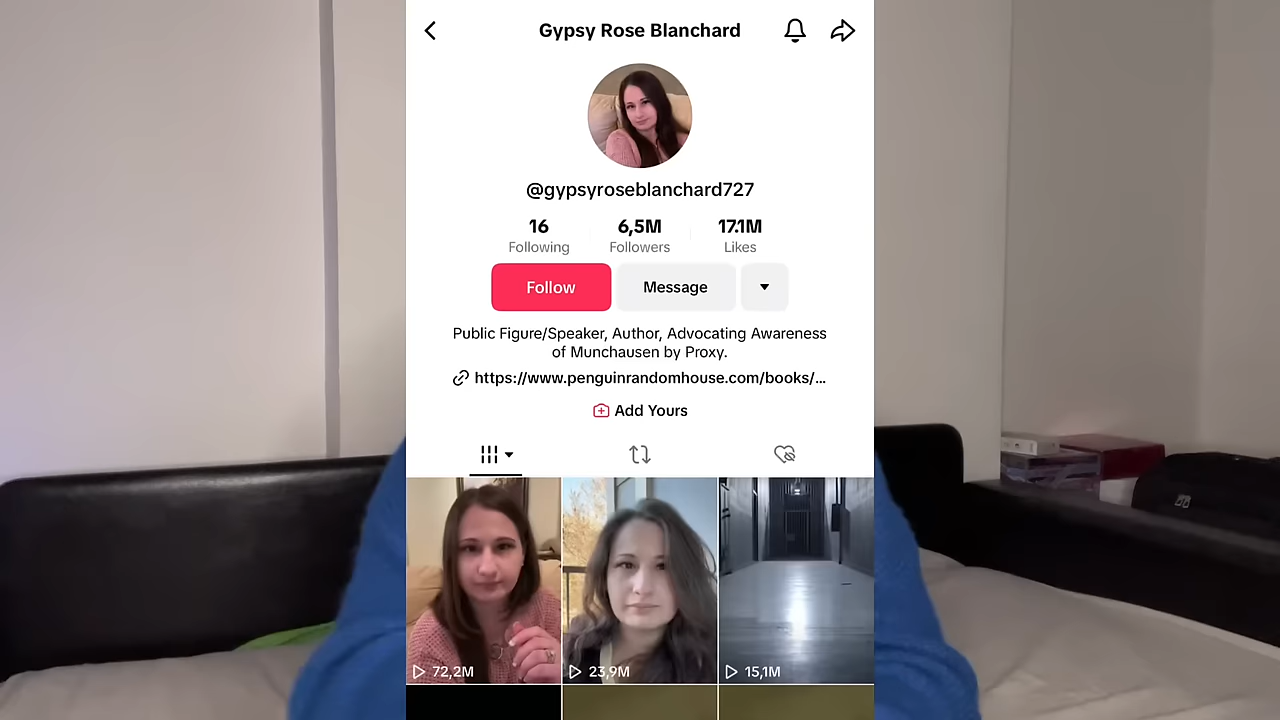 Gypsy Rose Blanchard
@gypsyroseblanchard727
16 6,5M 17.1M
Following Followers Likes
Follow Message
Public Figure/Speaker, Author, Advocating Awareness
of Munchausen by Proxy.
https://www.penguinrandomhouse.com/books/...
Add Yours
72,2M 23,9M 15,1M